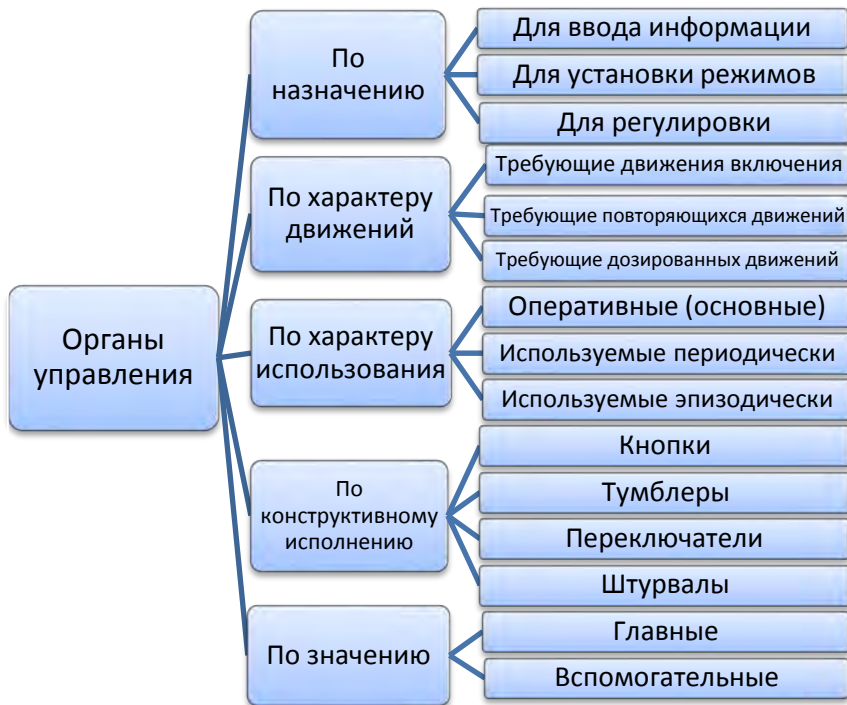 Органы
управления
По
назначению
Для ввода информации
Для установки режимов
Для регулировки
По характеру
движений
Требующие движения включения
Требующие повторяющихся движений
Требующие дозированных движений
По характеру
использования
Оперативные (основные)
Используемые периодически
Используемые эпизодически
По
конструктивному
исполнению
Кнопки
Тумблеры
Переключатели
Штурвалы
По значению
Главные
Вспомогательные